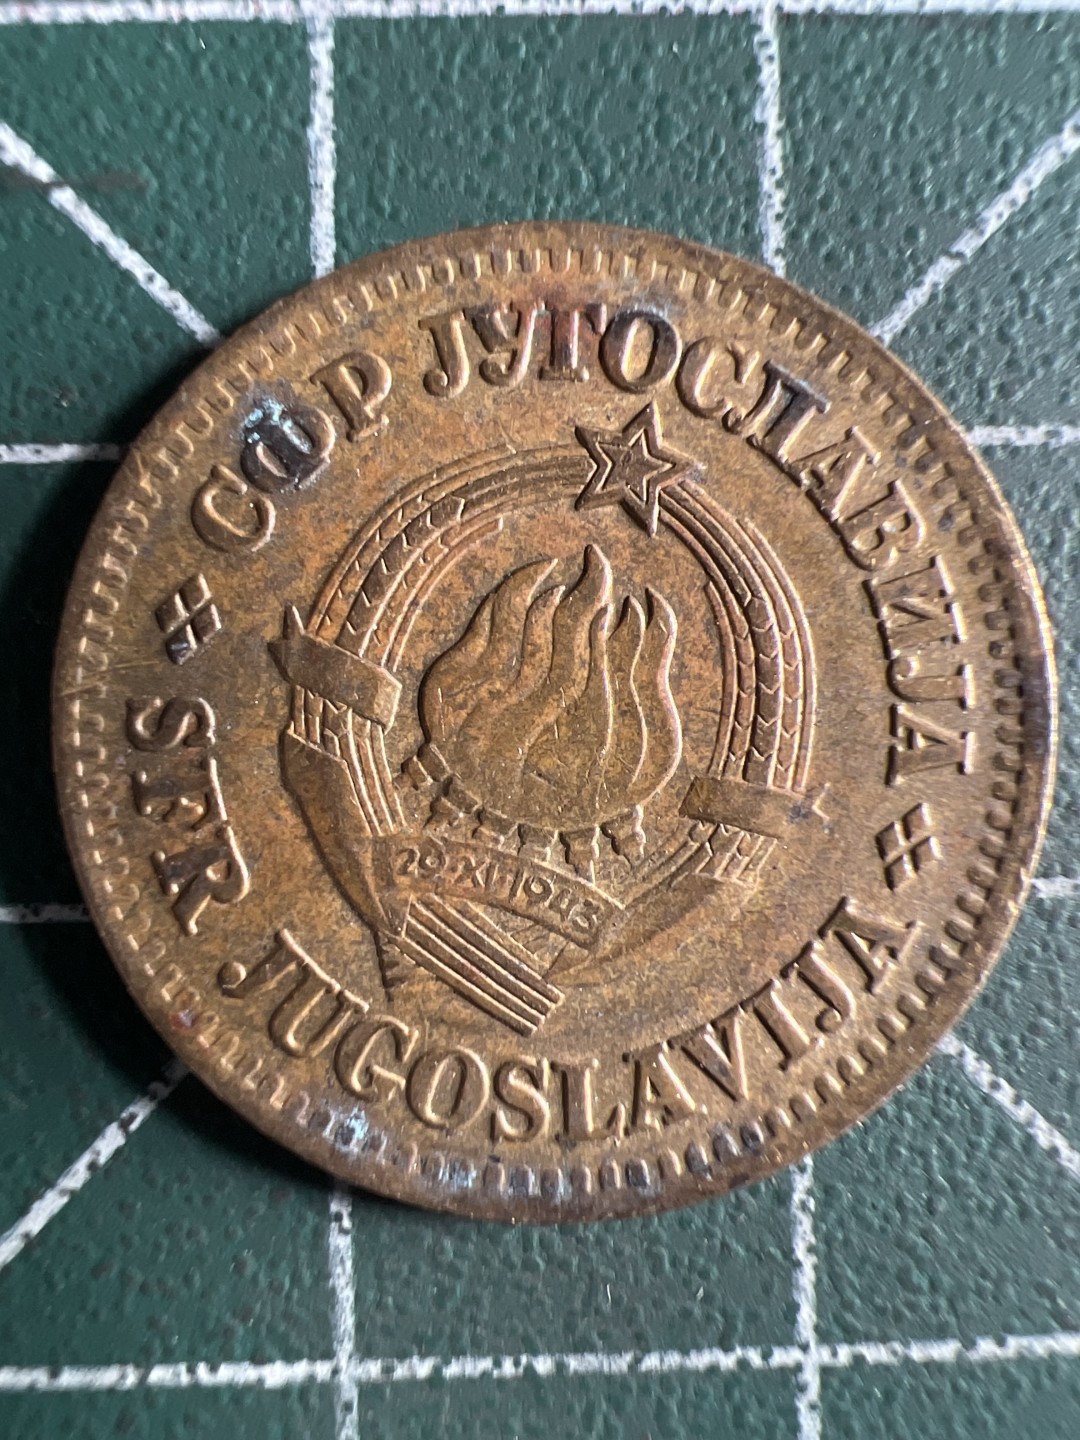 СФР ЈУГОСЛАВИЈА
SFR JUGOSLAVIJA
29·XI·1943